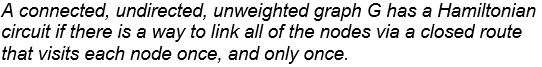 A connected, undirected, unweighted graph G has a Hamiltonian
circuit if there is a way to link all of the nodes via a closed route
that visits each node once, and only once.